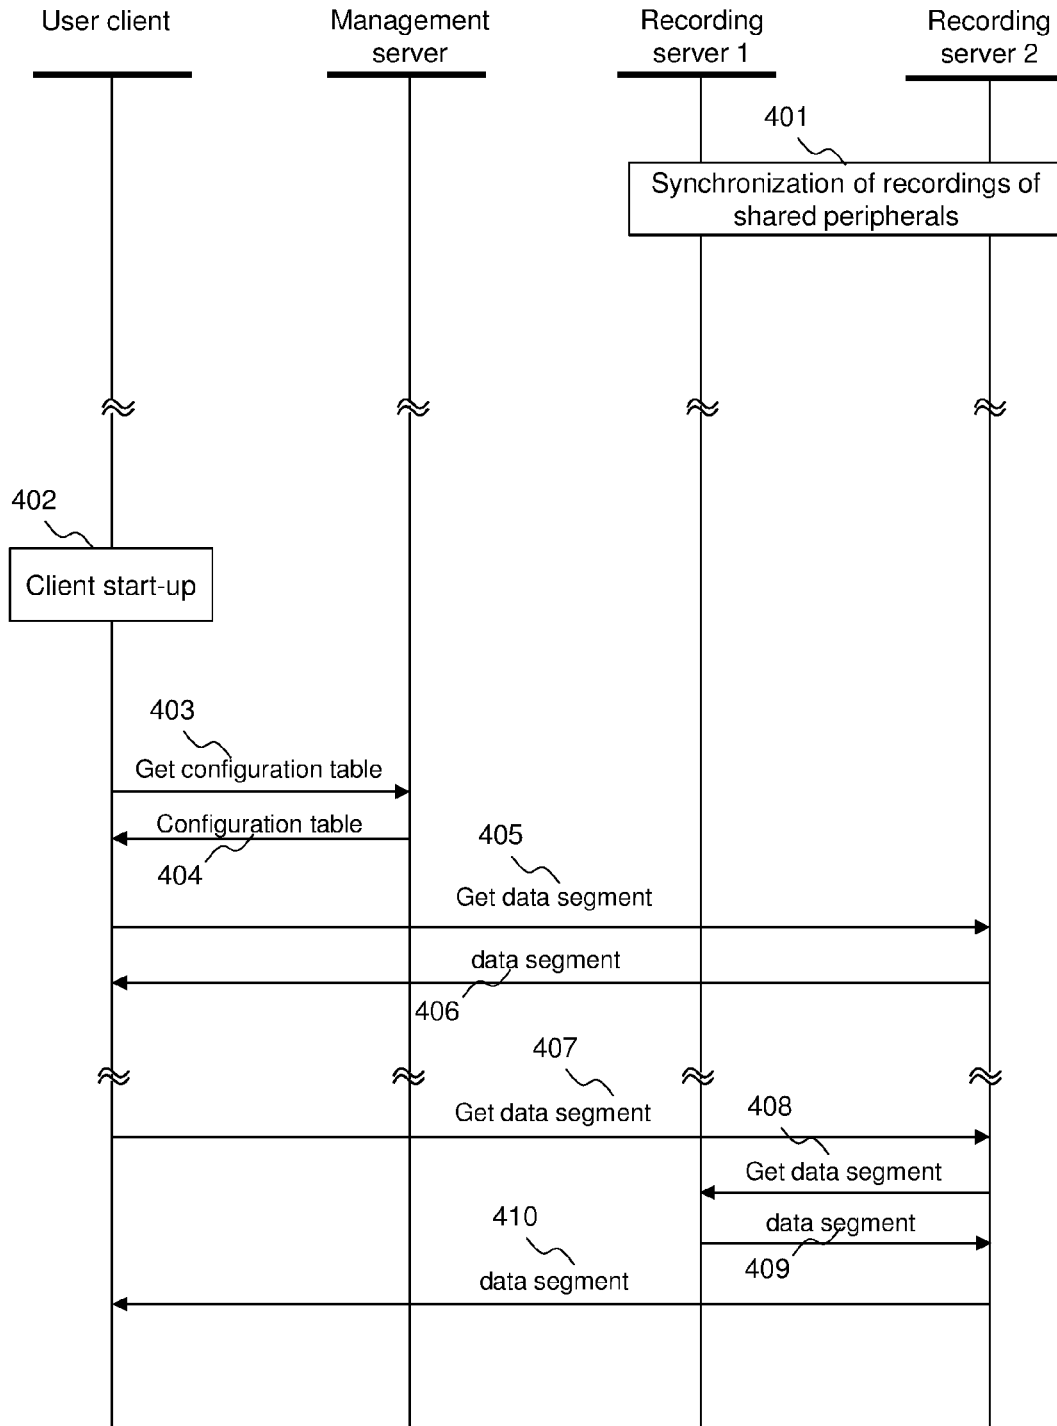 User client
Management
server
Recording
server 1
Recording
server 2
401
Synchronization of recordings of
shared peripherals
402
Client start-up
403
Get configuration table
Configuration table
404
405
Get data segment
data segment
406
407
Get data segment
408
Get data segment
410
data segment
409
data segment